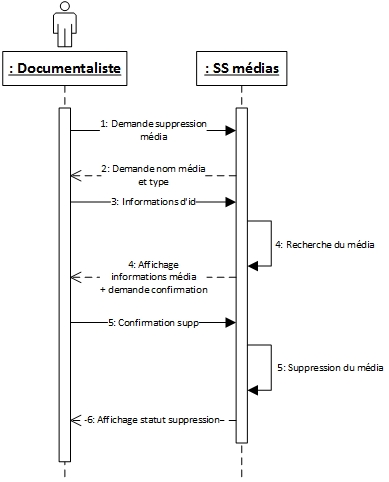 : Documentaliste
: SS médias
1: Demande suppression
média
2: Demande nom média
et type
3: Informations d'id
4: Recherche du média
4: Affichage
informations média
+ demande confirmation
5: Confirmation supp
5: Suppression du média
6: Affichage statut suppression